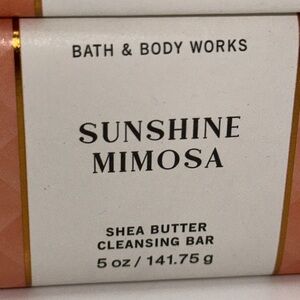 BATH & BODY WORKS
SUNSHINE
MIMOSA
SHEA BUTTER
CLEANSING BAR
5 oz / 141.75 g